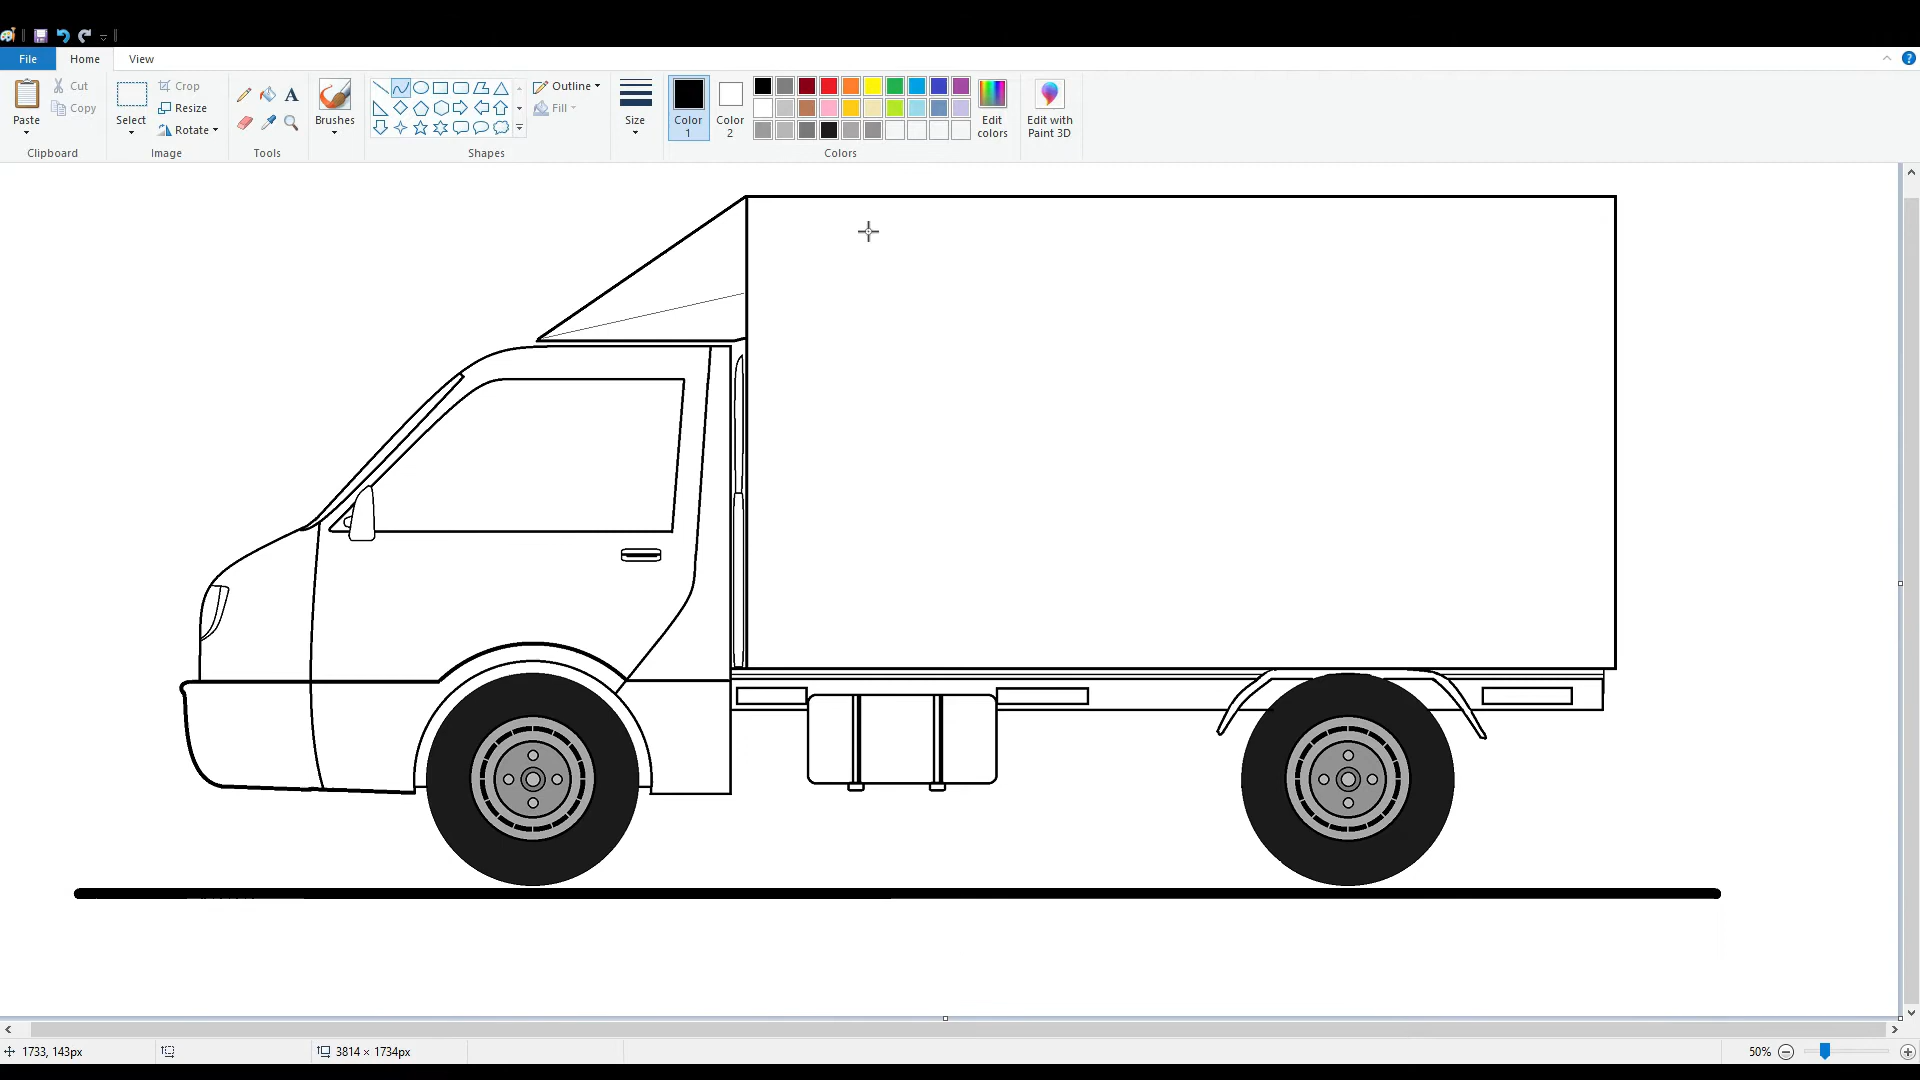 File Home View
Paste Cut Copy Clipboard
Select Crop Resize Rotate Image
A Tools
Brushes
Outline Fill Shapes
Size
Color 1 Color 2 Edit colors Colors
Edit with Paint 3D
1733, 143px 3814 × 1734px 50%